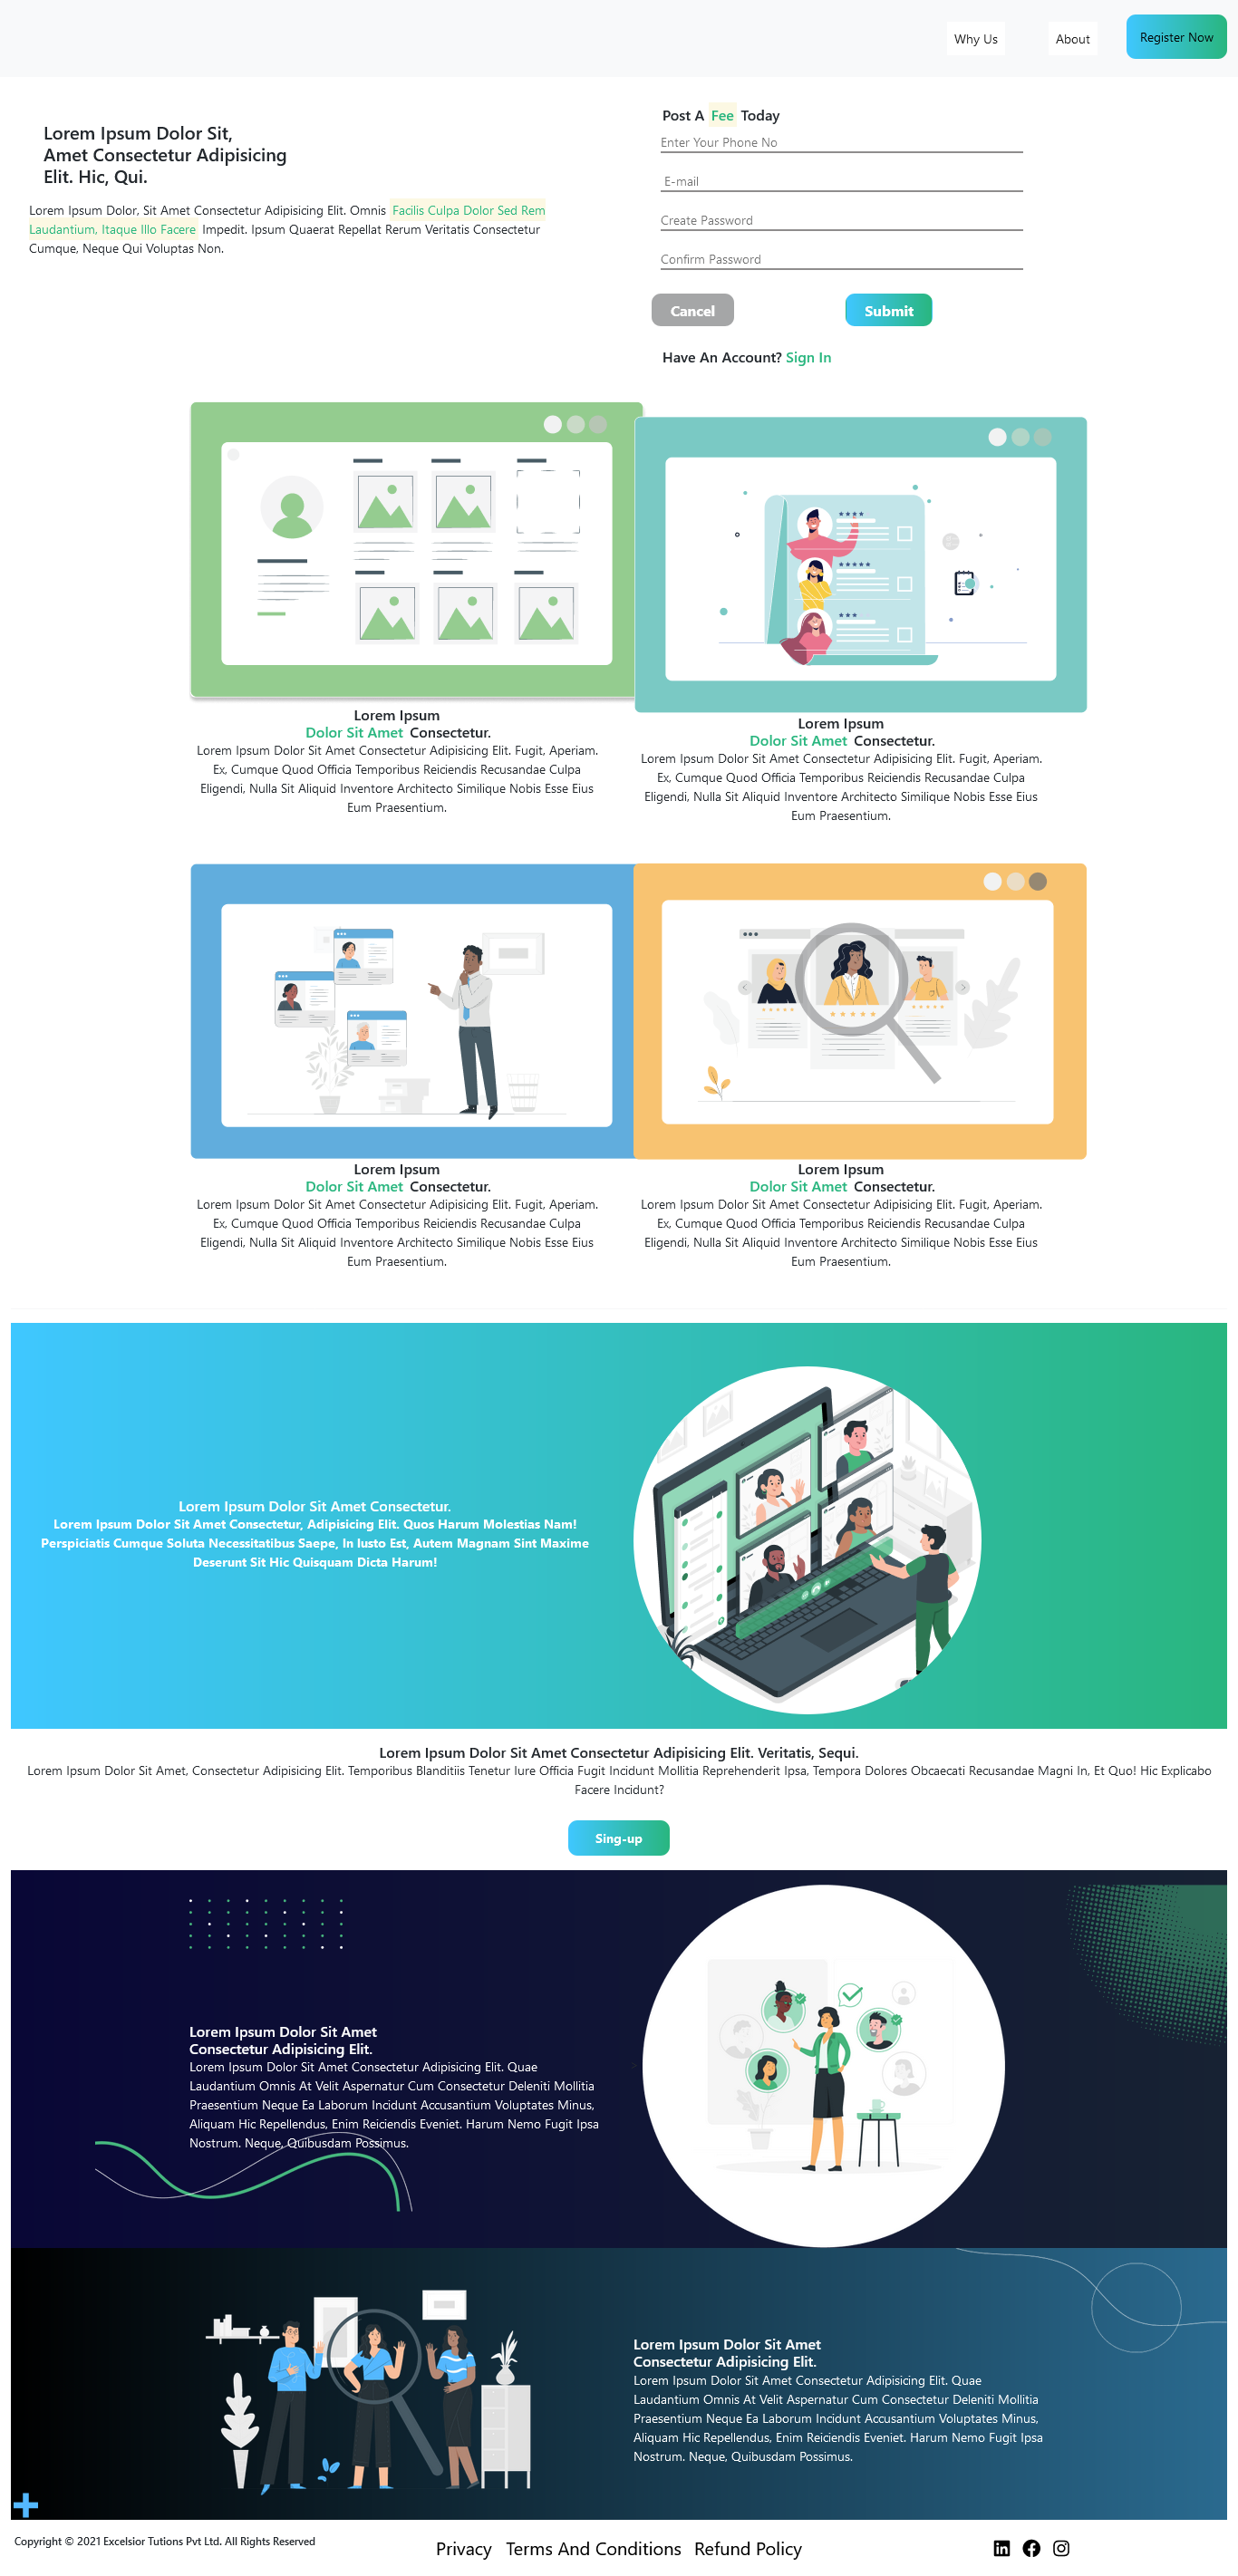 Why Us
About
Register Now
Lorem Ipsum Dolor Sit,
Amet Consectetur Adipisicing
Elit. Hic, Qui.
Lorem Ipsum Dolor, Sit Amet Consectetur Adipisicing Elit. Omnis Facilis Culpa Dolor Sed Rem
Laudantium, Itaque Illo Facere Impedit. Ipsum Quaerat Repellat Rerum Veritatis Consectetur
Cumque, Neque Qui Voluptas Non.
Post A Fee Today
Enter Your Phone No
E-mail
Create Password
Confirm Password
Cancel
Submit
Have An Account? Sign In
Lorem Ipsum
Dolor Sit Amet Consectetur.
Lorem Ipsum Dolor Sit Amet Consectetur Adipisicing Elit. Fugit, Aperiam.
Ex, Cumque Quod Officia Temporibus Reiciendis Recusandae Culpa
Eligendi, Nulla Sit Aliquid Inventore Architecto Similique Nobis Esse Eius
Eum Praesentium.
Lorem Ipsum
Dolor Sit Amet Consectetur.
Lorem Ipsum Dolor Sit Amet Consectetur Adipisicing Elit. Fugit, Aperiam.
Ex, Cumque Quod Officia Temporibus Reiciendis Recusandae Culpa
Eligendi, Nulla Sit Aliquid Inventore Architecto Similique Nobis Esse Eius
Eum Praesentium.
Lorem Ipsum
Dolor Sit Amet Consectetur.
Lorem Ipsum Dolor Sit Amet Consectetur Adipisicing Elit. Fugit, Aperiam.
Ex, Cumque Quod Officia Temporibus Reiciendis Recusandae Culpa
Eligendi, Nulla Sit Aliquid Inventore Architecto Similique Nobis Esse Eius
Eum Praesentium.
Lorem Ipsum
Dolor Sit Amet Consectetur.
Lorem Ipsum Dolor Sit Amet Consectetur Adipisicing Elit. Fugit, Aperiam.
Ex, Cumque Quod Officia Temporibus Reiciendis Recusandae Culpa
Eligendi, Nulla Sit Aliquid Inventore Architecto Similique Nobis Esse Eius
Eum Praesentium.
Lorem Ipsum Dolor Sit Amet Consectetur.
Lorem Ipsum Dolor Sit Amet Consectetur, Adipisicing Elit. Quos Harum Molestias Nam!
Perspiciatis Cumque Soluta Necessitatibus Saepe, In Iusto Est, Autem Magnam Sint Maxime
Deserunt Sit Hic Quisquam Dicta Harum!
Lorem Ipsum Dolor Sit Amet Consectetur Adipisicing Elit. Veritatis, Sequi.
Lorem Ipsum Dolor Sit Amet, Consectetur Adipisicing Elit. Temporibus Blanditiis Tenetur Iure Officia Fugit Incidunt Mollitia Reprehenderit Ipsa, Tempora Dolores Obcaecati Recusandae Magni In, Et Quo! Hic Explicabo
Facere Incidunt?
Sing-up
Lorem Ipsum Dolor Sit Amet
Consectetur Adipisicing Elit.
Lorem Ipsum Dolor Sit Amet Consectetur Adipisicing Elit. Quae
Laudantium Omnis At Velit Aspernatur Cum Consectetur Deleniti Mollitia
Praesentium Neque Ea Laborum Incidunt Accusantium Voluptates Minus,
Aliquam Hic Repellendus, Enim Reiciendis Eveniet. Harum Nemo Fugit Ipsa
Nostrum. Neque, Quibusdam Possimus.
Lorem Ipsum Dolor Sit Amet
Consectetur Adipisicing Elit.
Lorem Ipsum Dolor Sit Amet Consectetur Adipisicing Elit. Quae
Laudantium Omnis At Velit Aspernatur Cum Consectetur Deleniti Mollitia
Praesentium Neque Ea Laborum Incidunt Accusantium Voluptates Minus,
Aliquam Hic Repellendus, Enim Reiciendis Eveniet. Harum Nemo Fugit Ipsa
Nostrum. Neque, Quibusdam Possimus.
Copyright © 2021 Excelsior Tutions Pvt Ltd. All Rights Reserved
Privacy
Terms And Conditions
Refund Policy